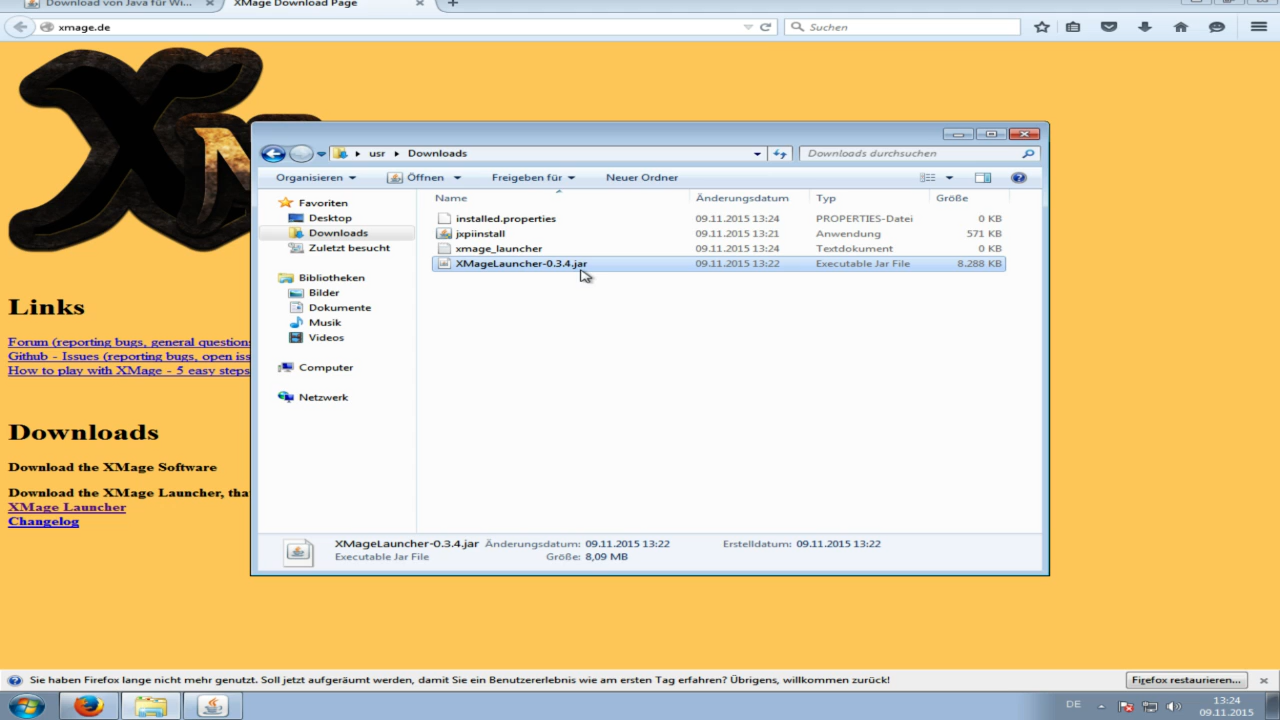 Download von Java für Wi...
XMage Download Page
xmage.de
Suchen
XM
usr
Downloads
Downloads durchsuchen
Organisieren
Öffnen
Freigeben für
Neuer Ordner
Favoriten
Desktop
Downloads
Zuletzt besucht
Bibliotheken
Bilder
Dokumente
Musik
Videos
Computer
Netzwerk
Name Änderungsdatum Typ Größe
installed.properties 09.11.2015 13:24 PROPERTIES-Datei 0 KB
jxpiinstall 09.11.2015 13:21 Anwendung 571 KB
xmage_launcher 09.11.2015 13:24 Textdokument 0 KB
XMageLauncher-0.3.4.jar 09.11.2015 13:22 Executable Jar File 8.288 KB
XMageLauncher-0.3.4.jar Änderungsdatum: 09.11.2015 13:22 Erstelldatum: 09.11.2015 13:22
Executable Jar File Größe: 8,09 MB
Links
Forum (reporting bugs, general question
Github - Issues (reporting bugs, open iss
How to play with XMage - 5 easy steps
Downloads
Download the XMage Software
Download the XMage Launcher, tha
XMage Launcher
Changelog
Sie haben Firefox lange nicht mehr genutzt. Soll jetzt aufgeräumt werden, damit Sie ein Benutzererlebnis wie am ersten Tag erfahren? Übrigens, willkommen zurück!
Firefox restaurieren...
DE
13:24
09.11.2015